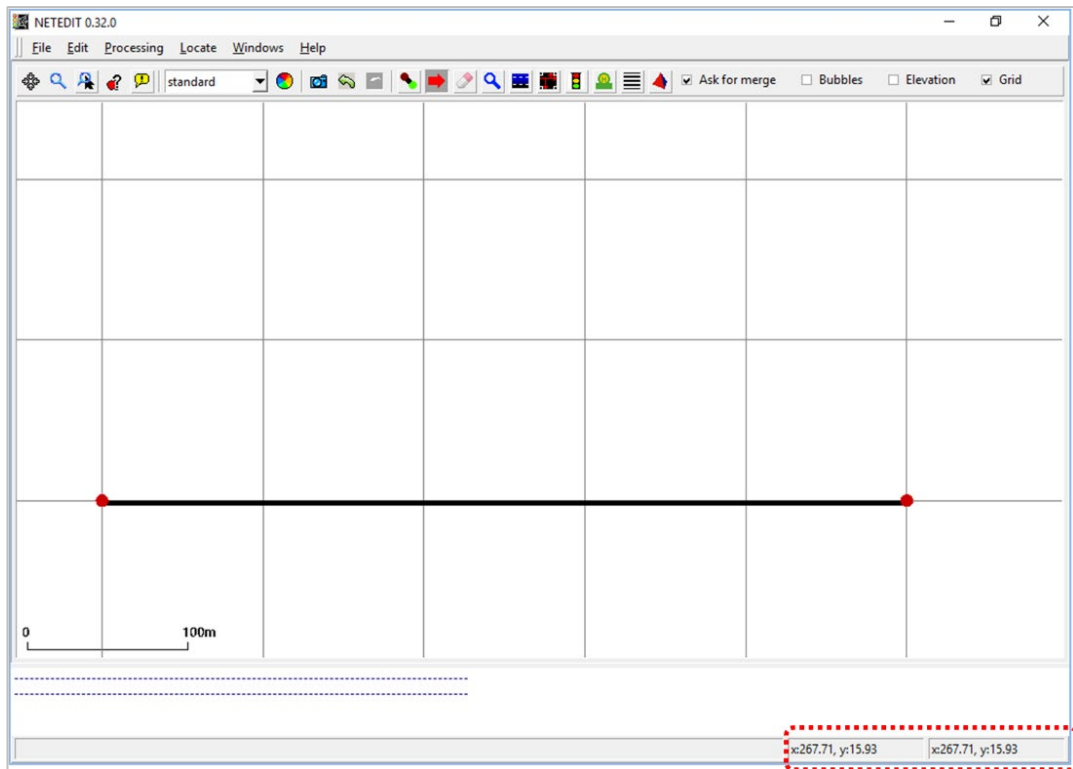 NETEDIT 0.32.0
File Edit Processing Locate Windows Help
standard Ask for merge Bubbles Elevation Grid
0 100m
x:267.71, y:15.93 x:267.71, y:15.93